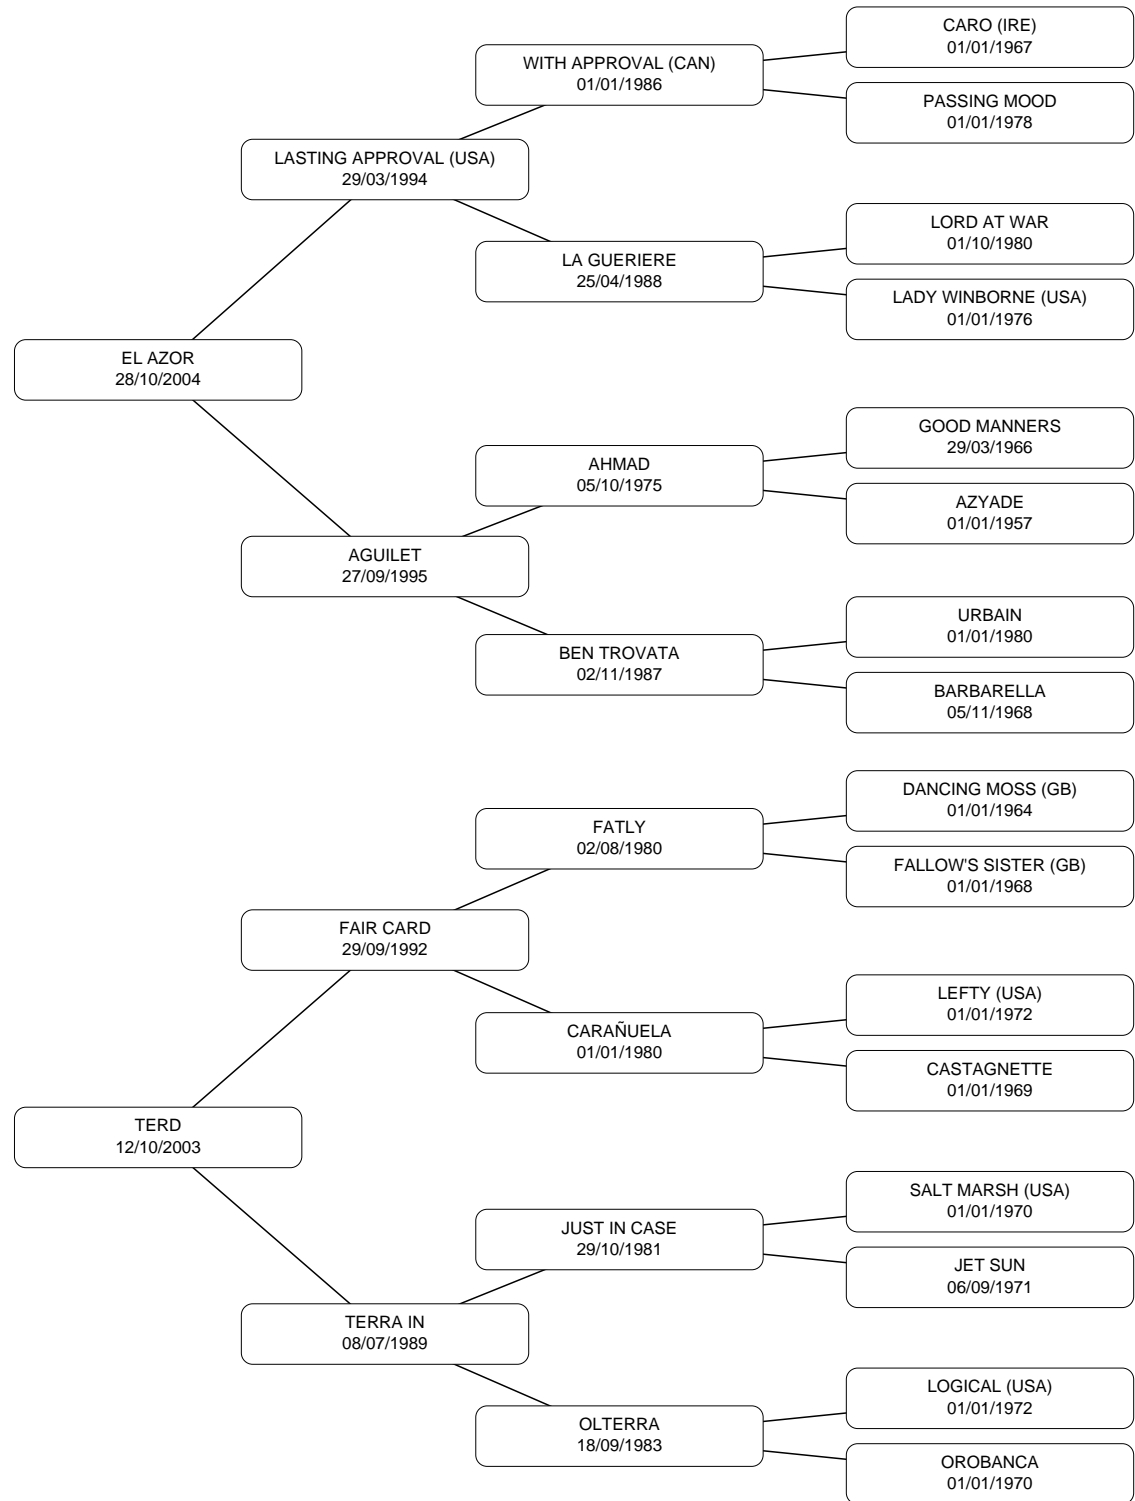 CARO (IRE)
01/01/1967
WITH APPROVAL (CAN)
01/01/1986
PASSING MOOD
01/01/1978
LASTING APPROVAL (USA)
29/03/1994
LORD AT WAR
01/10/1980
LA GUERIERE
25/04/1988
LADY WINBORNE (USA)
01/01/1976
EL AZOR
28/10/2004
GOOD MANNERS
29/03/1966
AHMAD
05/10/1975
AZYADE
01/01/1957
AGUILET
27/09/1995
URBAIN
01/01/1980
BEN TROVATA
02/11/1987
BARBARELLA
05/11/1968
DANCING MOSS (GB)
01/01/1964
FATLY
02/08/1980
FALLOW'S SISTER (GB)
01/01/1968
FAIR CARD
29/09/1992
LEFTY (USA)
01/01/1972
CARAÑUELA
01/01/1980
CASTAGNETTE
01/01/1969
TERD
12/10/2003
SALT MARSH (USA)
01/01/1970
JUST IN CASE
29/10/1981
JET SUN
06/09/1971
TERRA IN
08/07/1989
LOGICAL (USA)
01/01/1972
OLTERRA
18/09/1983
OROBANCA
01/01/1970